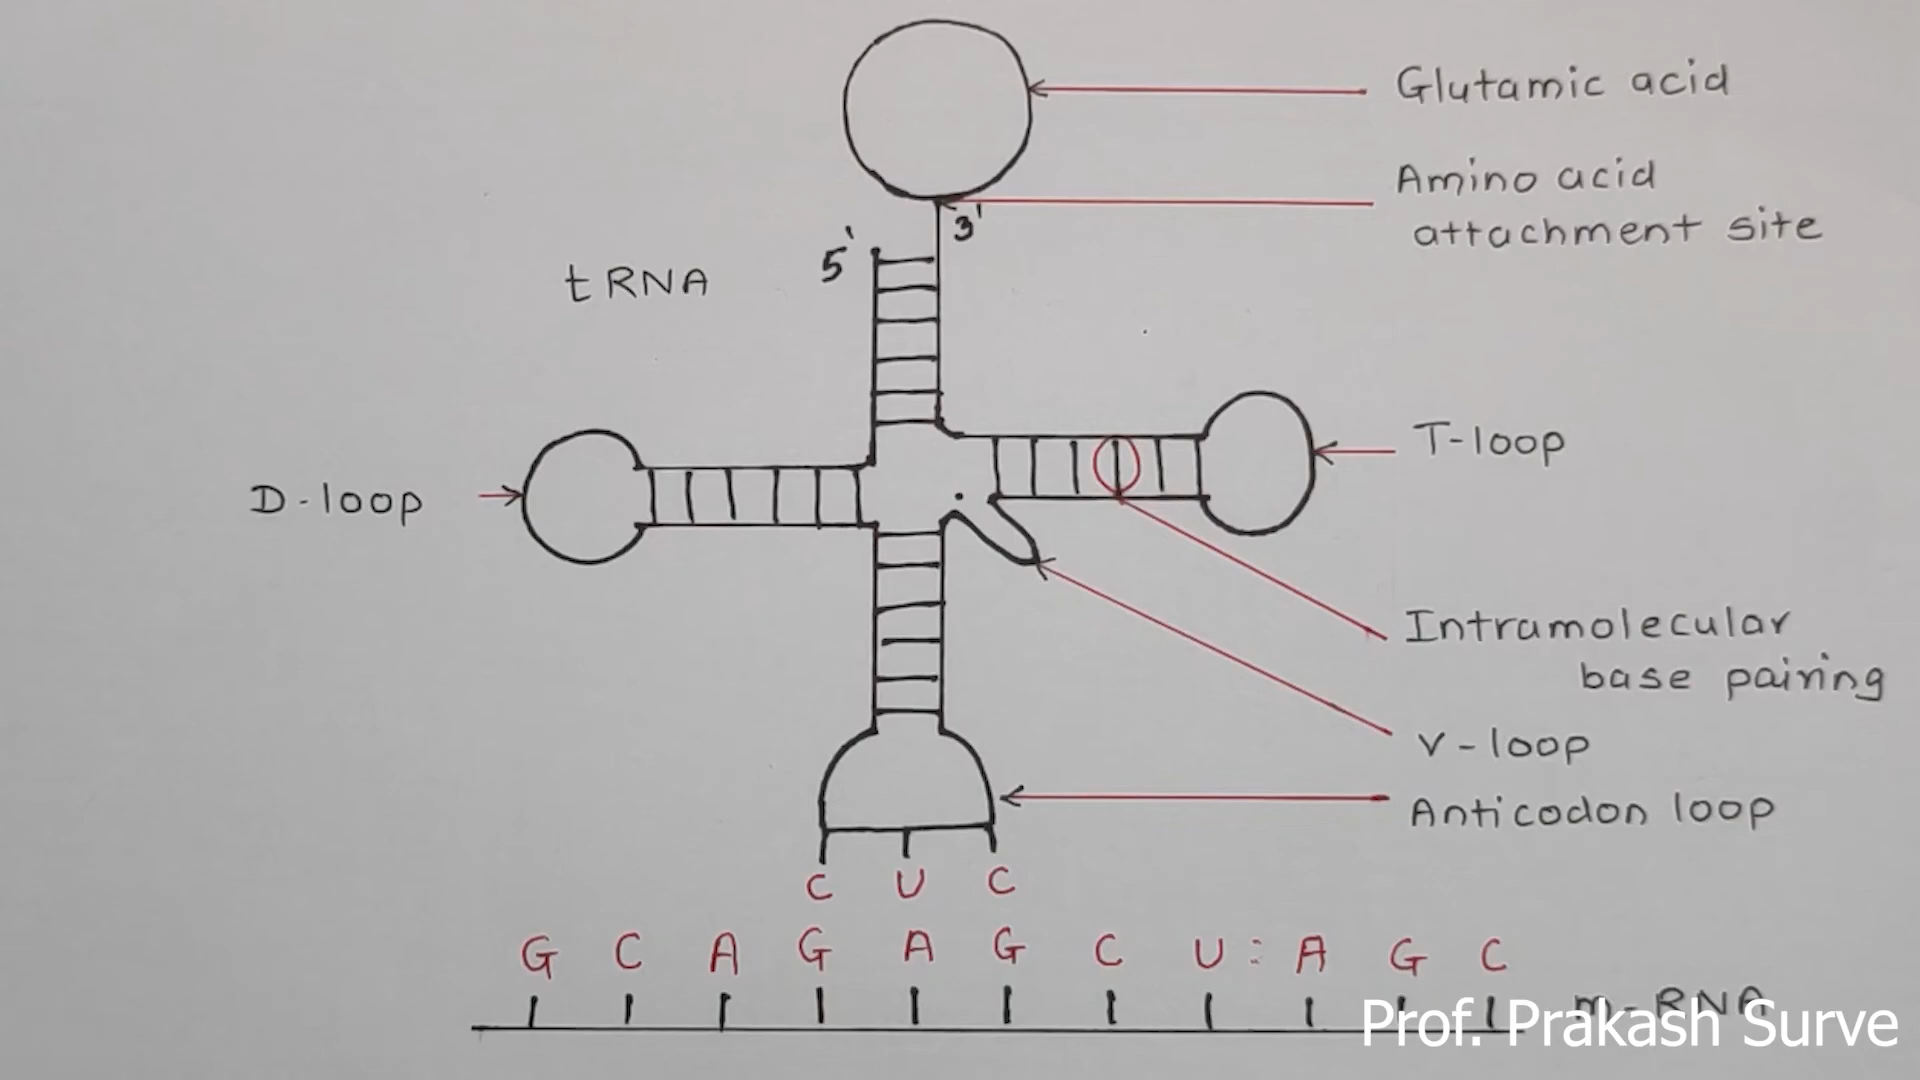 Glutamic acid
Amino acid
attachment site
3'
5'
tRNA
T-loop
D-loop
Intramolecular
base pairing
V-loop
Anticodon loop
C U C
G C A G A G C U : A G C
m-RNA
Prof. Prakash Surve